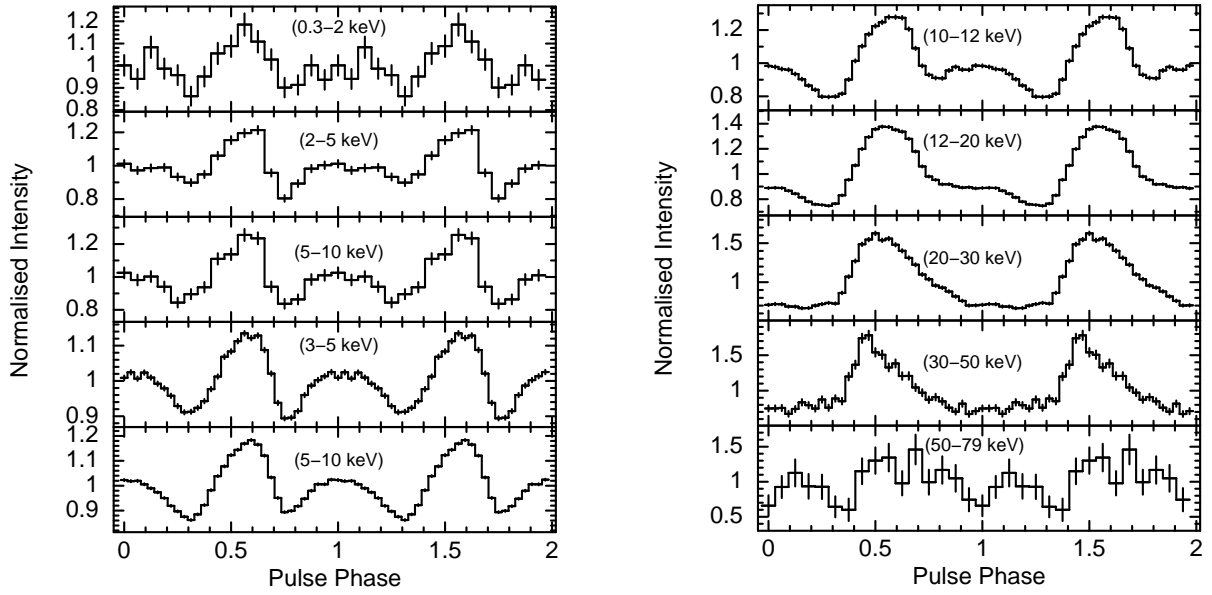 Normalised Intensity
(0.3−2 keV)
0.8 0.9 1 1.1 1.2
(2−5 keV)
0.8 1 1.2
(5−10 keV)
0.8 1 1.2
(3−5 keV)
0.9 1 1.1
(5−10 keV)
0.9 1 1.1 1.2
0 0.5 1 1.5 2
Pulse Phase
Normalised Intensity
(10−12 keV)
0.8 1 1.2
(12−20 keV)
0.8 1 1.2 1.4
(20−30 keV)
1 1.5
(30−50 keV)
1 1.5
(50−79 keV)
0.5 1 1.5
0 0.5 1 1.5 2
Pulse Phase